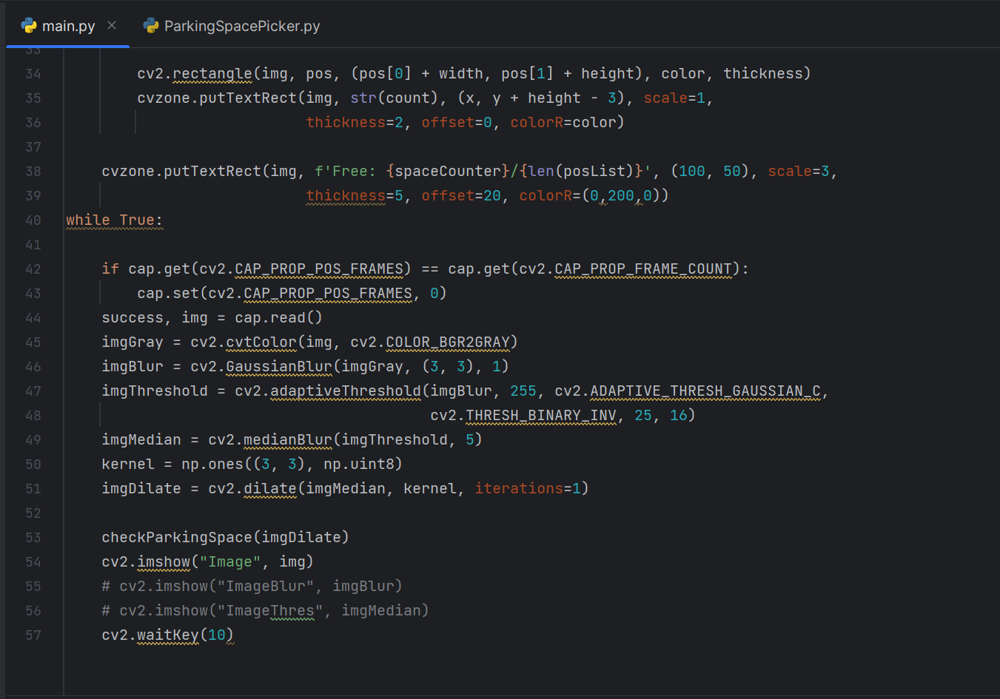 main.py
ParkingSpacePicker.py
33
34 cv2.rectangle(img, pos, (pos[0] + width, pos[1] + height), color, thickness)
35 cvzone.putTextRect(img, str(count), (x, y + height - 3), scale=1,
36 thickness=2, offset=0, colorR=color)
37
38 cvzone.putTextRect(img, f'Free: {spaceCounter}/{len(posList)}', (100, 50), scale=3,
39 thickness=5, offset=20, colorR=(0,200,0))
40 while True:
41
42 if cap.get(cv2.CAP_PROP_POS_FRAMES) == cap.get(cv2.CAP_PROP_FRAME_COUNT):
43 cap.set(cv2.CAP_PROP_POS_FRAMES, 0)
44 success, img = cap.read()
45 imgGray = cv2.cvtColor(img, cv2.COLOR_BGR2GRAY)
46 imgBlur = cv2.GaussianBlur(imgGray, (3, 3), 1)
47 imgThreshold = cv2.adaptiveThreshold(imgBlur, 255, cv2.ADAPTIVE_THRESH_GAUSSIAN_C,
48 cv2.THRESH_BINARY_INV, 25, 16)
49 imgMedian = cv2.medianBlur(imgThreshold, 5)
50 kernel = np.ones((3, 3), np.uint8)
51 imgDilate = cv2.dilate(imgMedian, kernel, iterations=1)
52
53 checkParkingSpace(imgDilate)
54 cv2.imshow("Image", img)
55 # cv2.imshow("ImageBlur", imgBlur)
56 # cv2.imshow("ImageThres", imgMedian)
57 cv2.waitKey(10)